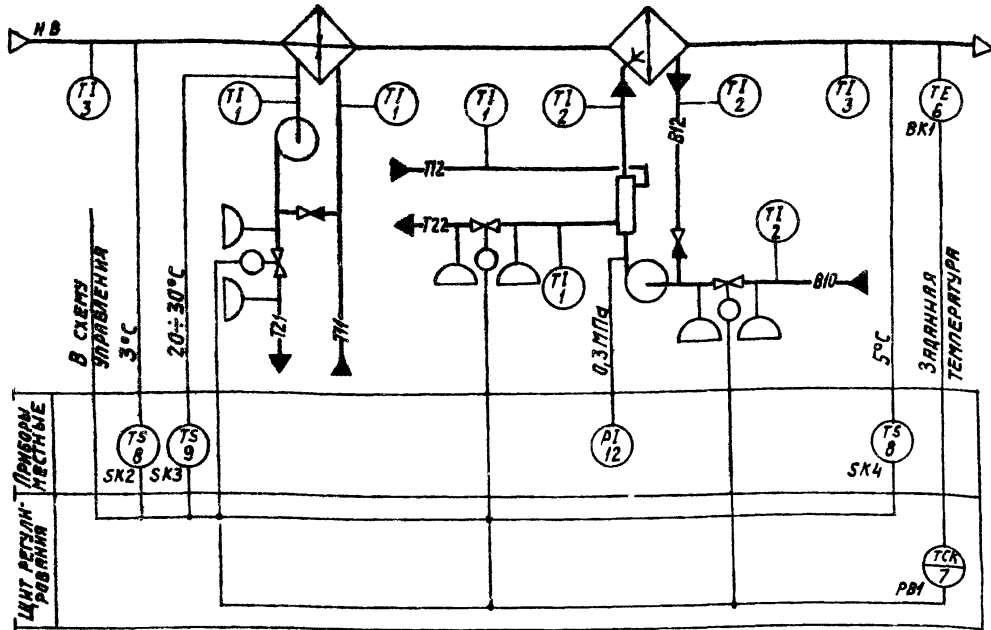 НВ
TI
3
TI
1
TI
1
TI
1
TI
2
TI
2
TI
3
TE
6
ВК1
В12
Т12
Т22
TI
1
TI
2
В10
В СХЕМУ
УПРАВЛЕНИЯ
3°С
20÷30°С
Т21
Т11
0,3 МПа
5°С
ЗАДАННАЯ
ТЕМПЕРАТУРА
ПРИБОРЫ
МЕСТНЫЕ
TS
8
SK2
TS
9
SK3
PI
12
TS
8
SK4
ЩИТ РЕГУЛИ-
РОВАНИЯ
TCK
7
РВ1